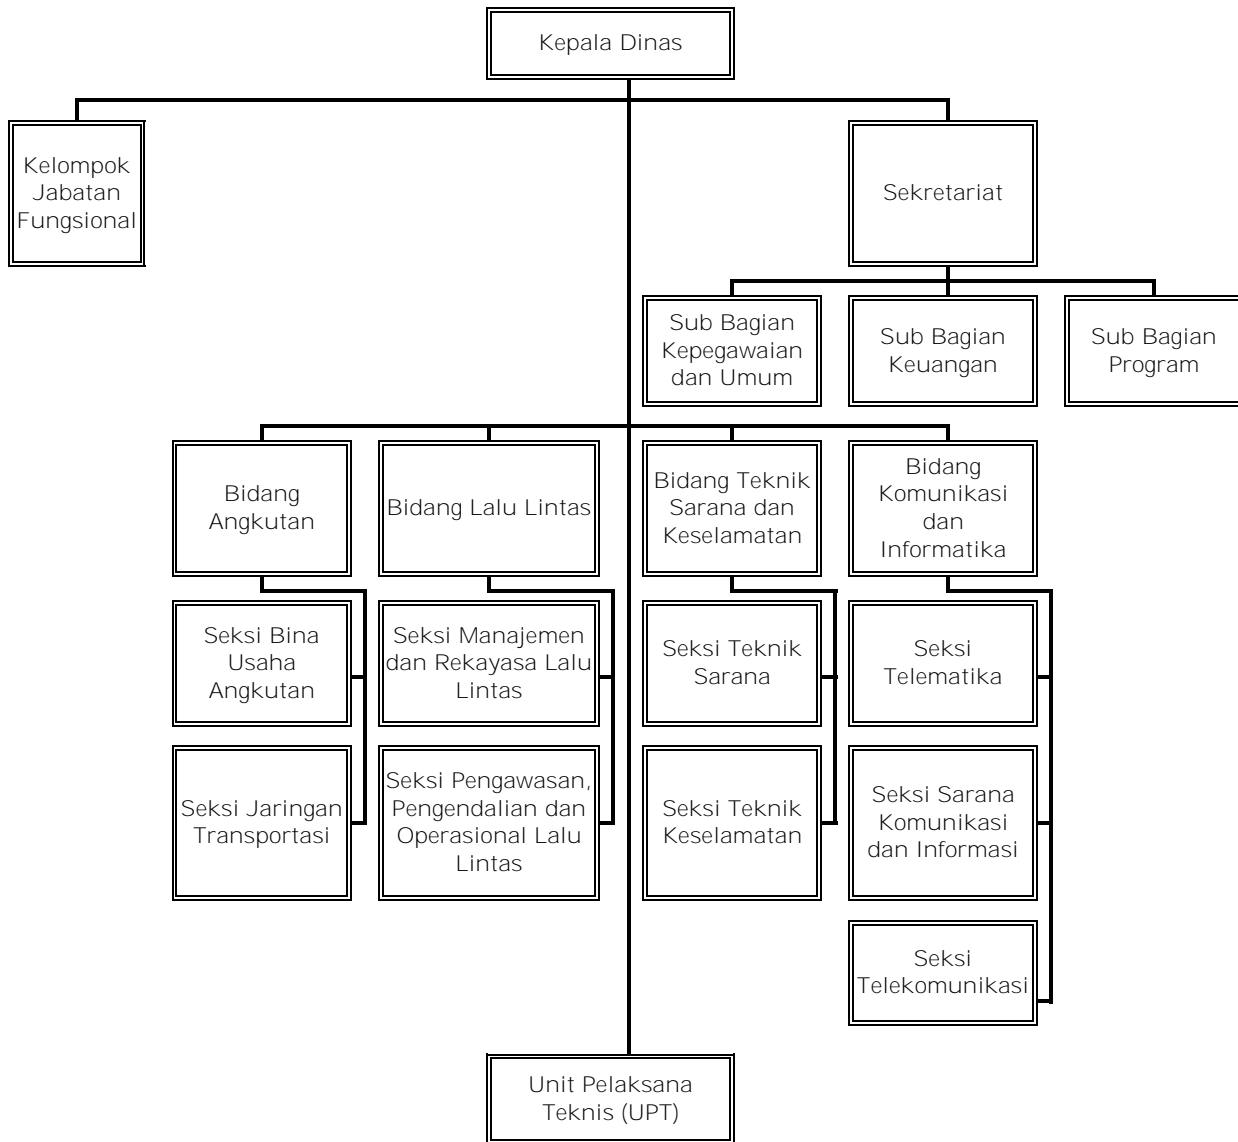 Kepala Dinas
Kelompok
Jabatan
Fungsional
Sekretariat
Sub Bagian
Kepegawaian
dan Umum
Sub Bagian
Keuangan
Sub Bagian
Program
Bidang
Angkutan
Bidang Lalu Lintas
Bidang Teknik
Sarana dan
Keselamatan
Bidang
Komunikasi
dan
Informatika
Seksi Bina
Usaha
Angkutan
Seksi Manajemen
dan Rekayasa Lalu
Lintas
Seksi Teknik
Sarana
Seksi
Telematika
Seksi Jaringan
Transportasi
Seksi Pengawasan,
Pengendalian dan
Operasional Lalu
Lintas
Seksi Teknik
Keselamatan
Seksi Sarana
Komunikasi
dan Informasi
Seksi
Telekomunikasi
Unit Pelaksana
Teknis (UPT)